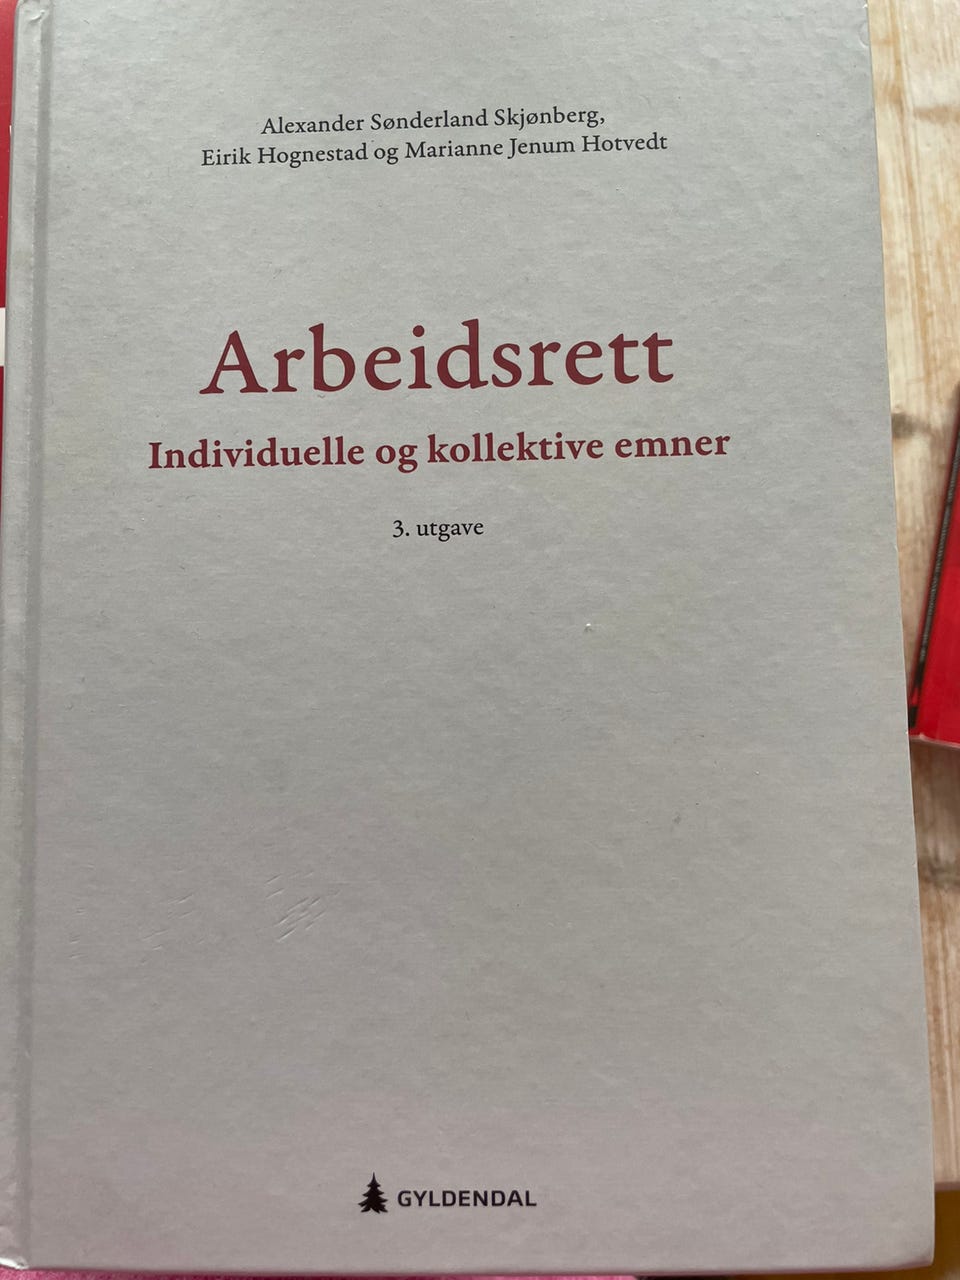 Alexander Sønderland Skjønberg,
Eirik Hognestad og Marianne Jenum Hotvedt
Arbeidsrett
Individuelle og kollektive emner
3. utgave
GYLDENDAL